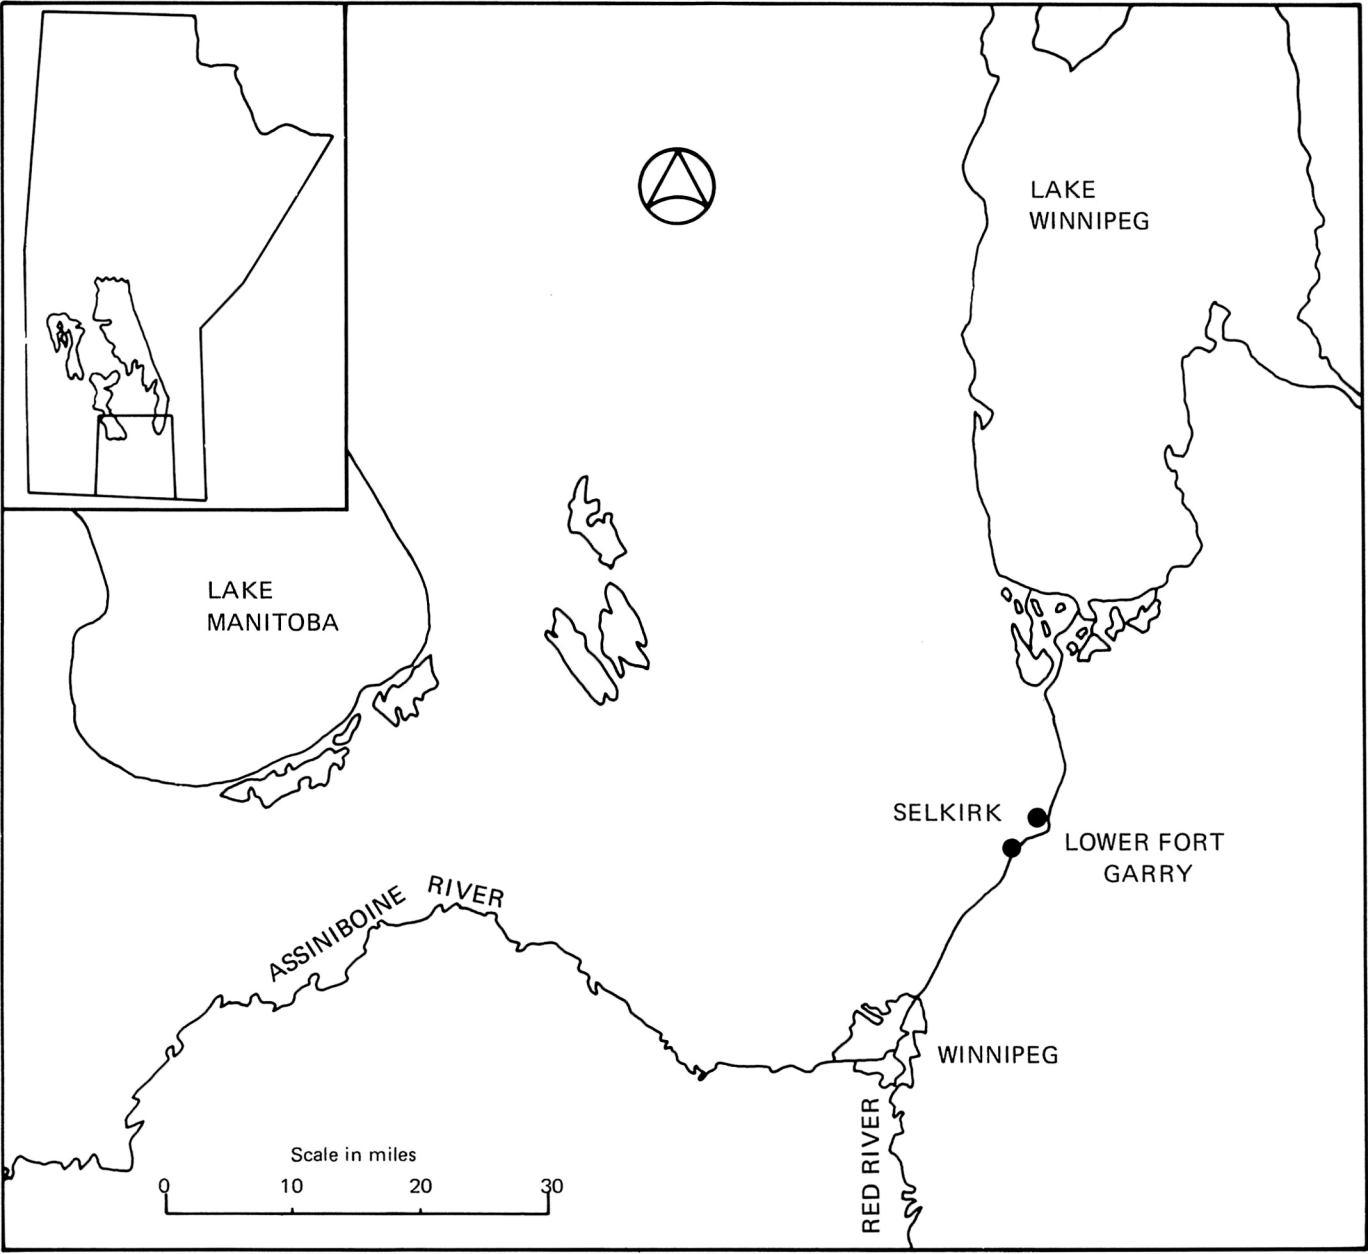 LAKE
WINNIPEG
LAKE
MANITOBA
SELKIRK
LOWER FORT
GARRY
ASSINIBOINE RIVER
WINNIPEG
RED RIVER
Scale in miles
0 10 20 30